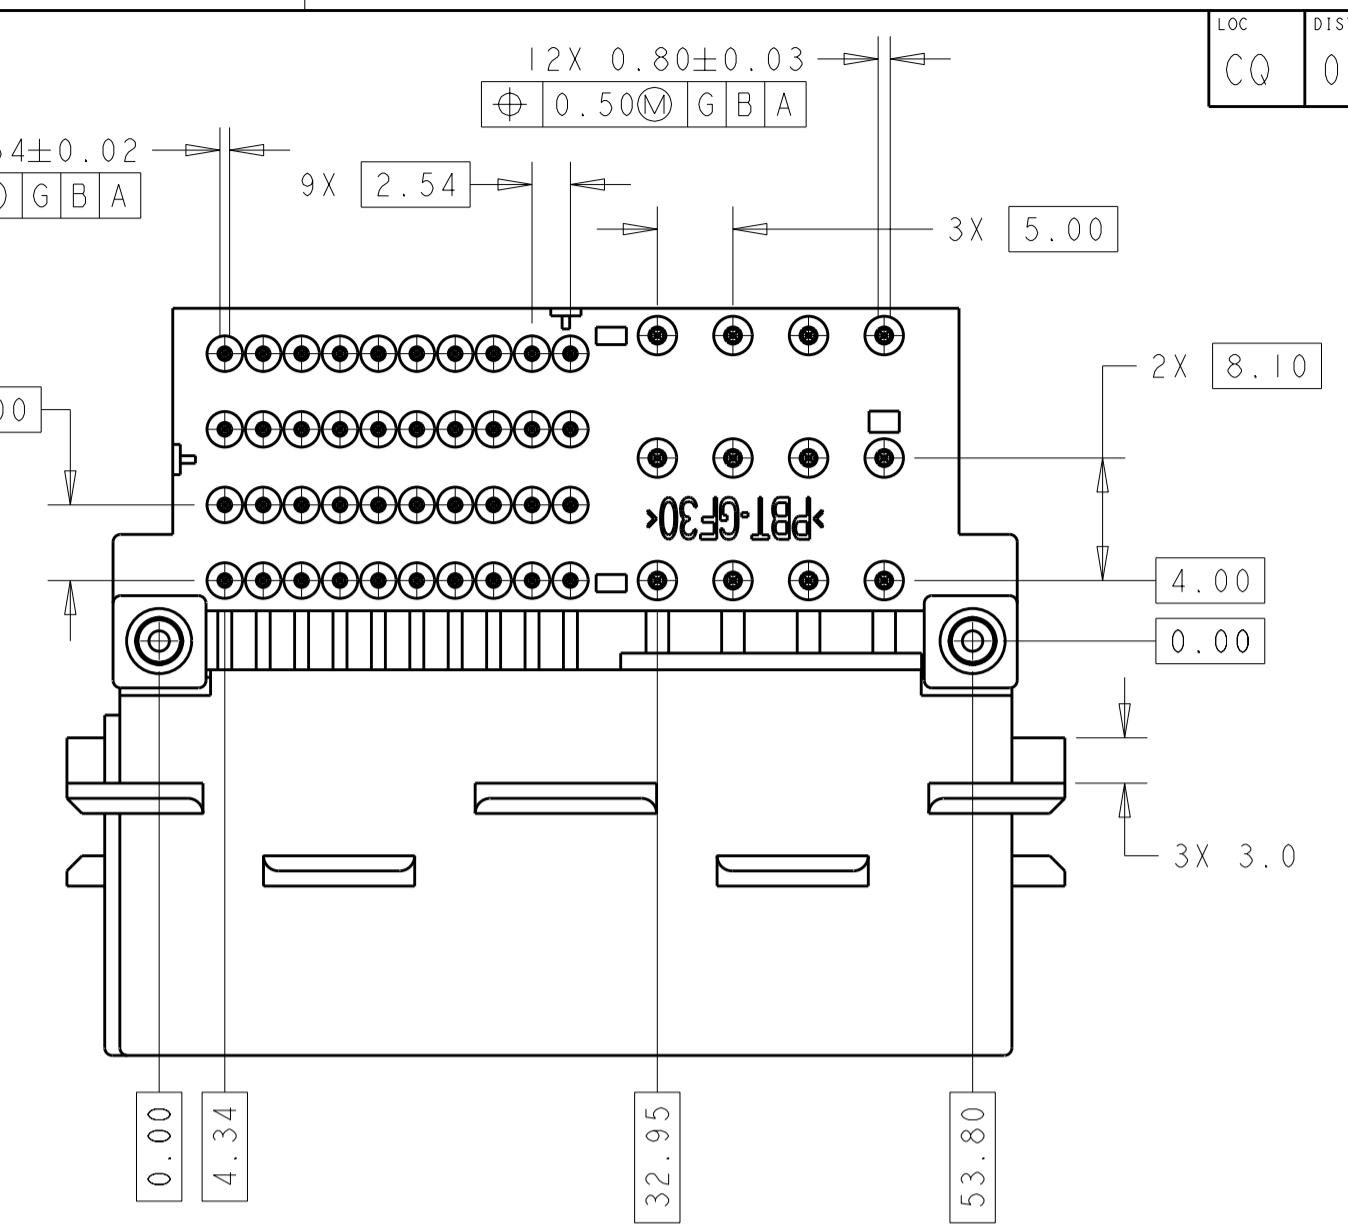 LOC DIS
CQ 0
12X 0.80±0.03
0.50Ⓜ G B A
4±0.02
G B A
9X 2.54
3X 5.00
2X 8.10
>PBT-GF30<
4.00
0.00
3X 3.0
0.00
4.34
32.95
53.80